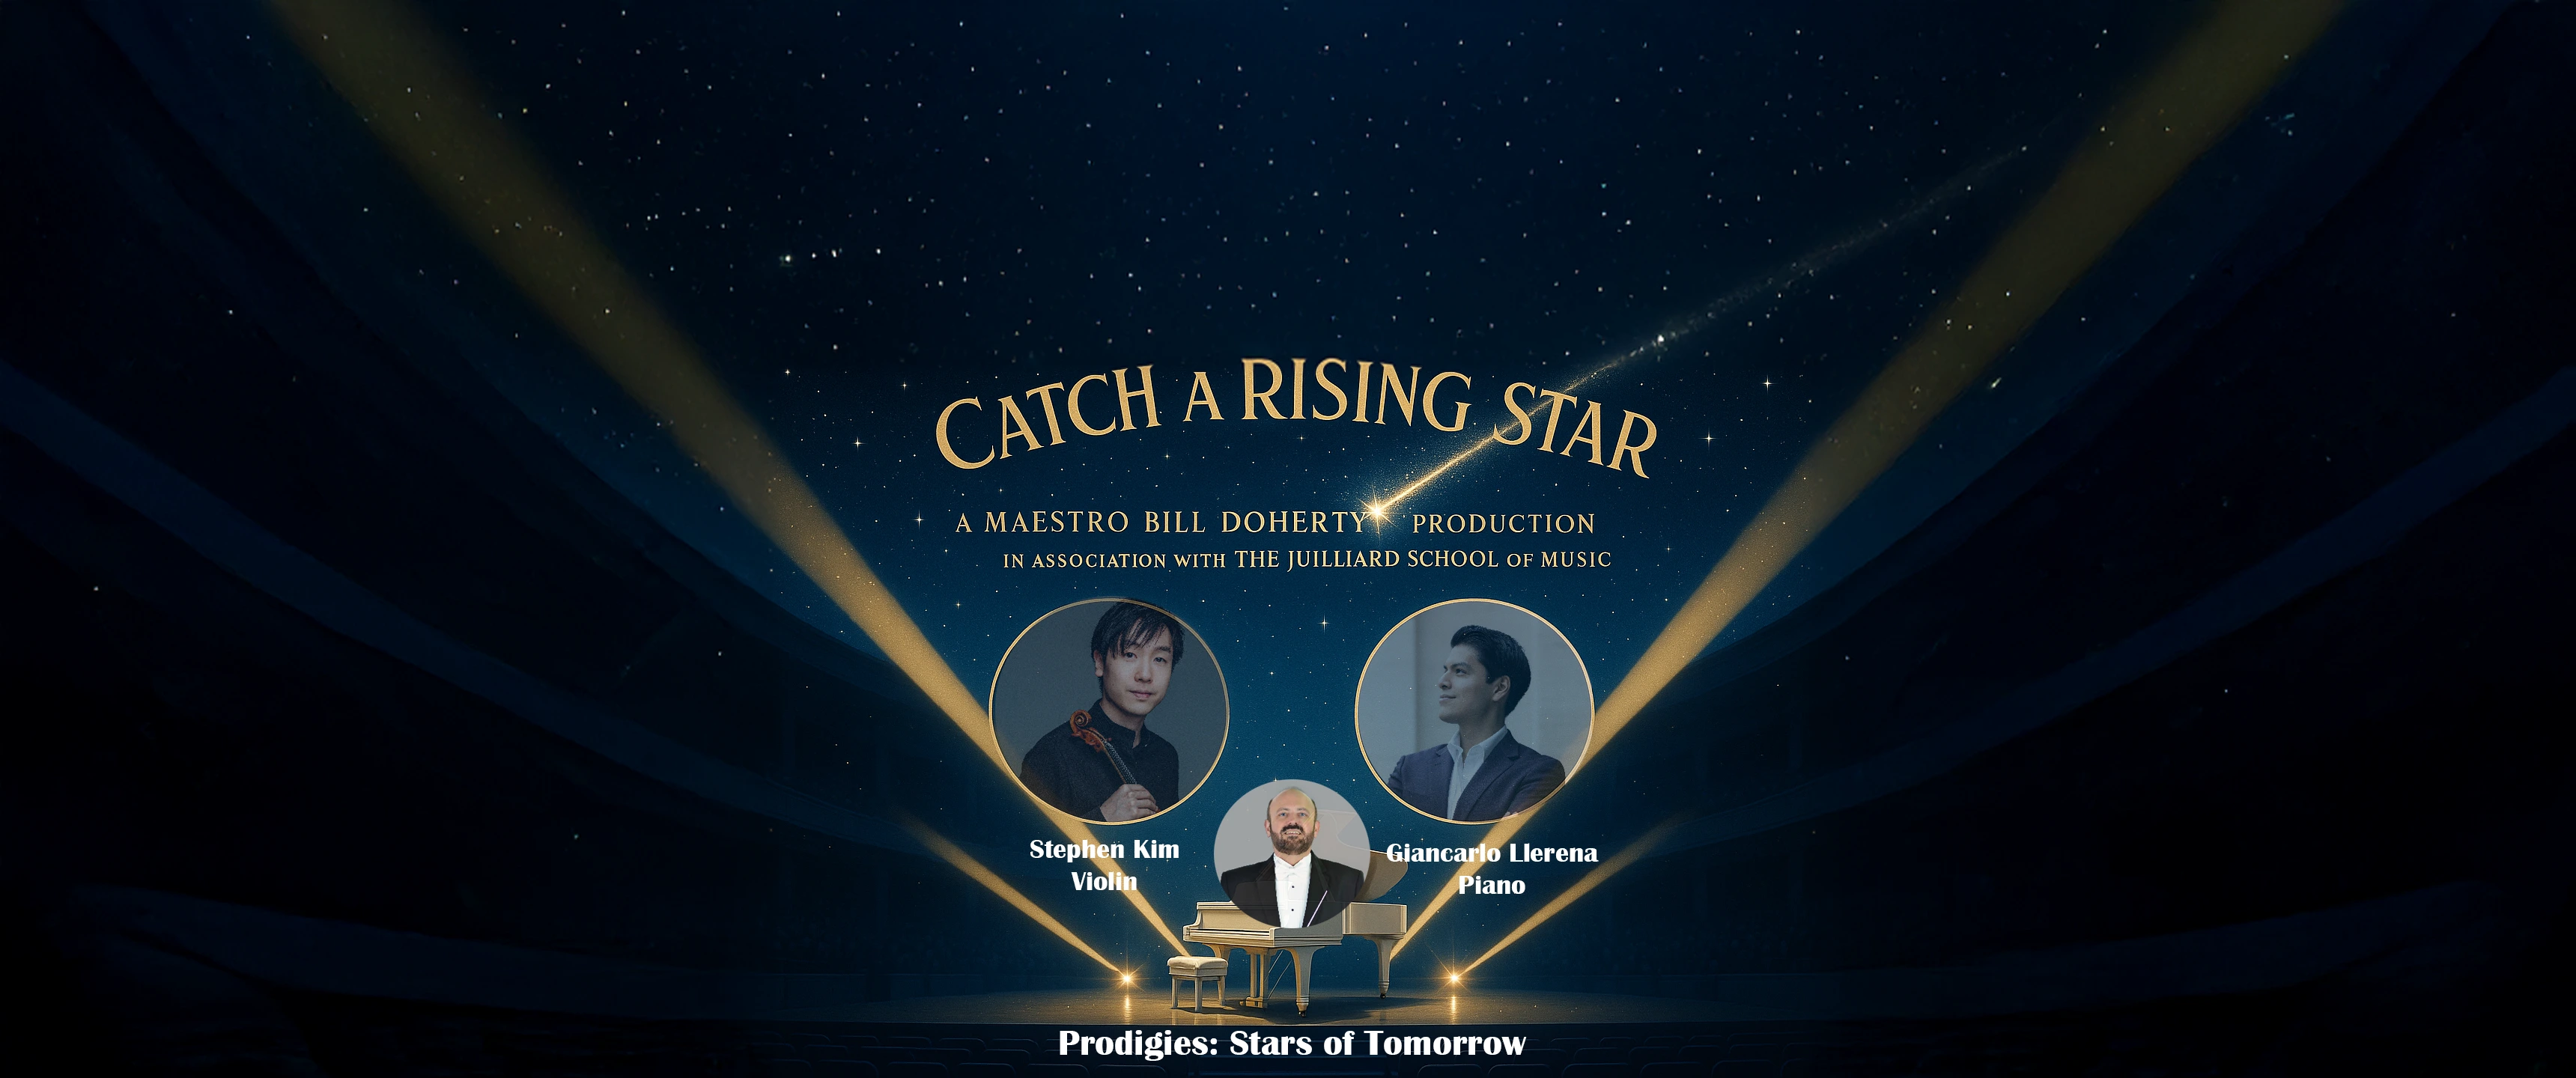 CATCH A RISING STAR
A MAESTRO BILL DOHERTY PRODUCTION
IN ASSOCIATION WITH THE JUILLIARD SCHOOL OF MUSIC
Stephen Kim
Violin
Giancarlo Llerena
Piano
Prodigies: Stars of Tomorrow